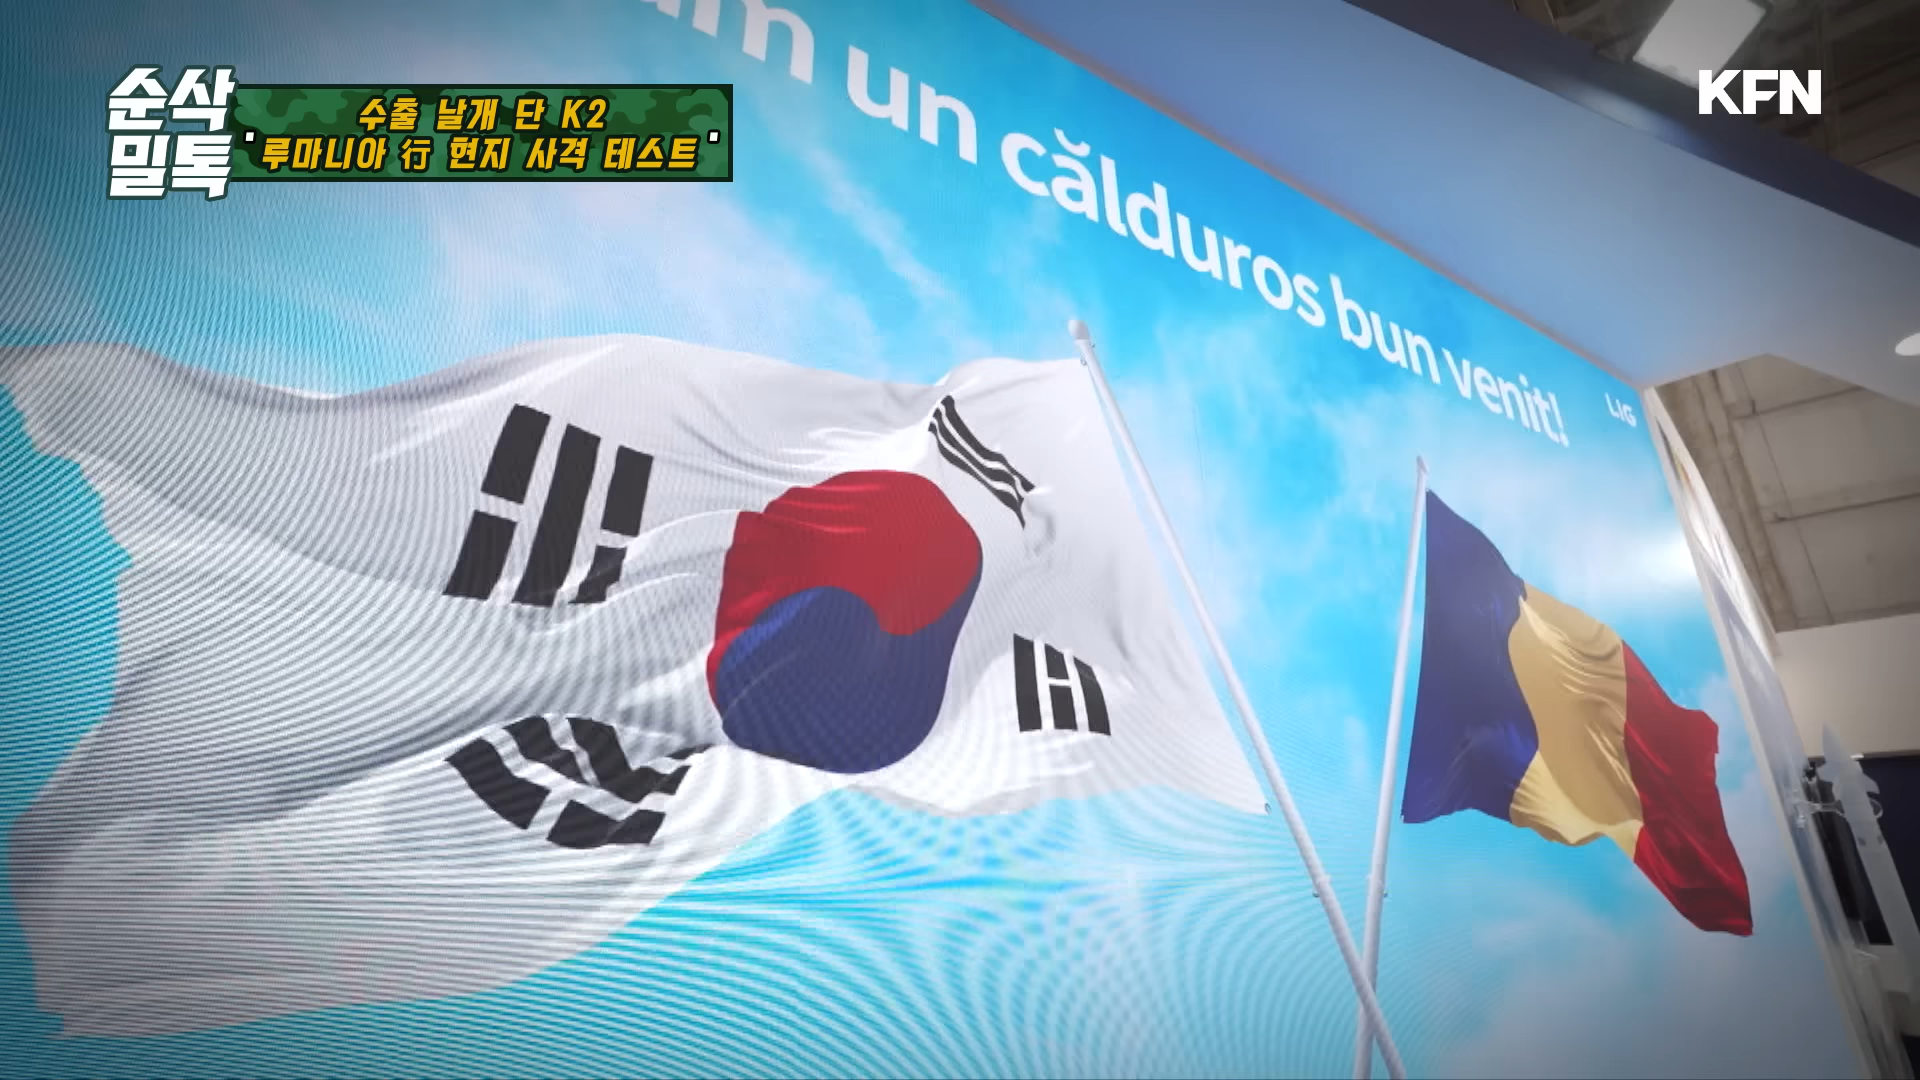 순삭
밀톡
수출 날개 단 K2
루마니아 行 현지 사격 테스트
KFN
un călduros bun venit!
LIG